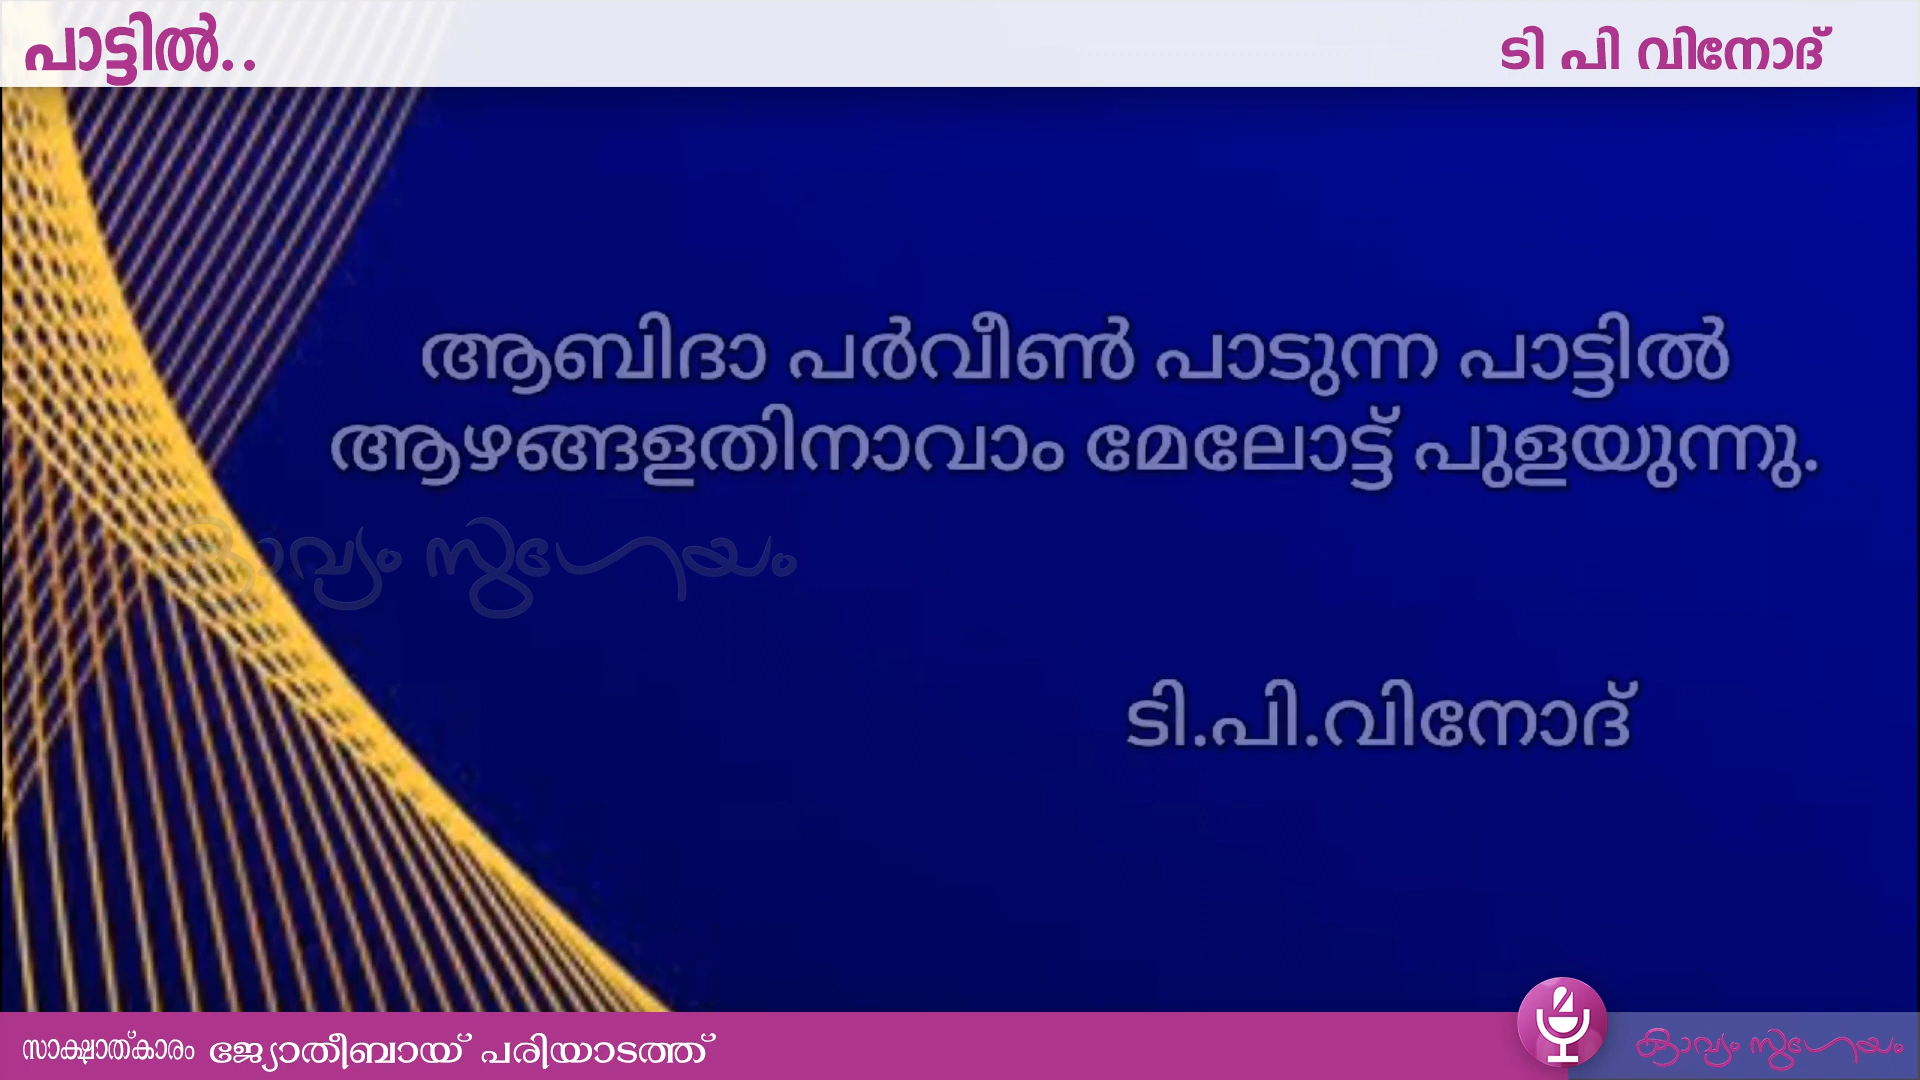 പാട്ടിൽ..
ടി പി വിനോദ്
ആബിദാ പർവീൺ പാടുന്ന പാട്ടിൽ
ആഴങ്ങളതിനാവാം മേലോട്ട് പുളയുന്നു.
കാവ്യം സുഗേയം
ടി.പി.വിനോദ്
സാക്ഷാത്കാരം ജ്യോതീബായ് പരിയാടത്ത്
കാവ്യം സുഗേയം